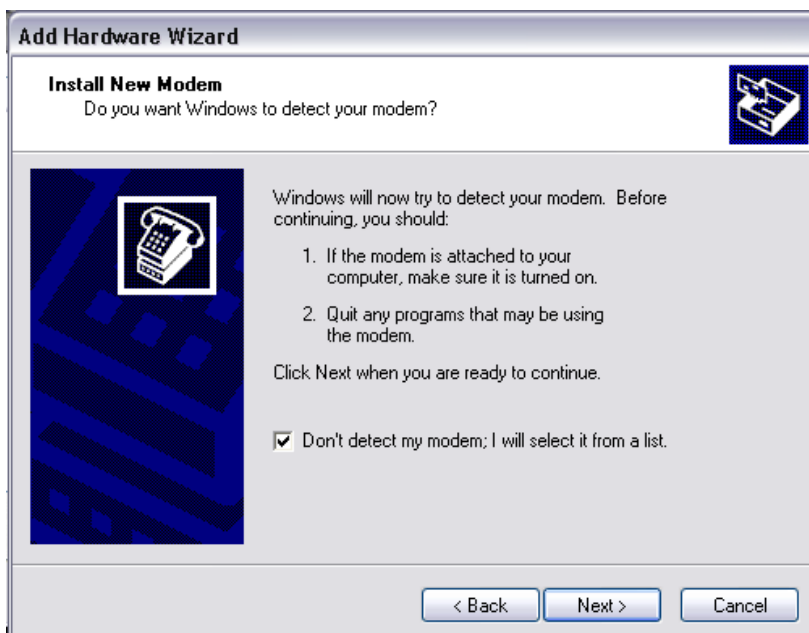 Add Hardware Wizard
Install New Modem
Do you want Windows to detect your modem?
Windows will now try to detect your modem. Before
continuing, you should:
1. If the modem is attached to your
computer, make sure it is turned on.
2. Quit any programs that may be using
the modem.
Click Next when you are ready to continue.
Don't detect my modem; I will select it from a list.
< Back Next > Cancel